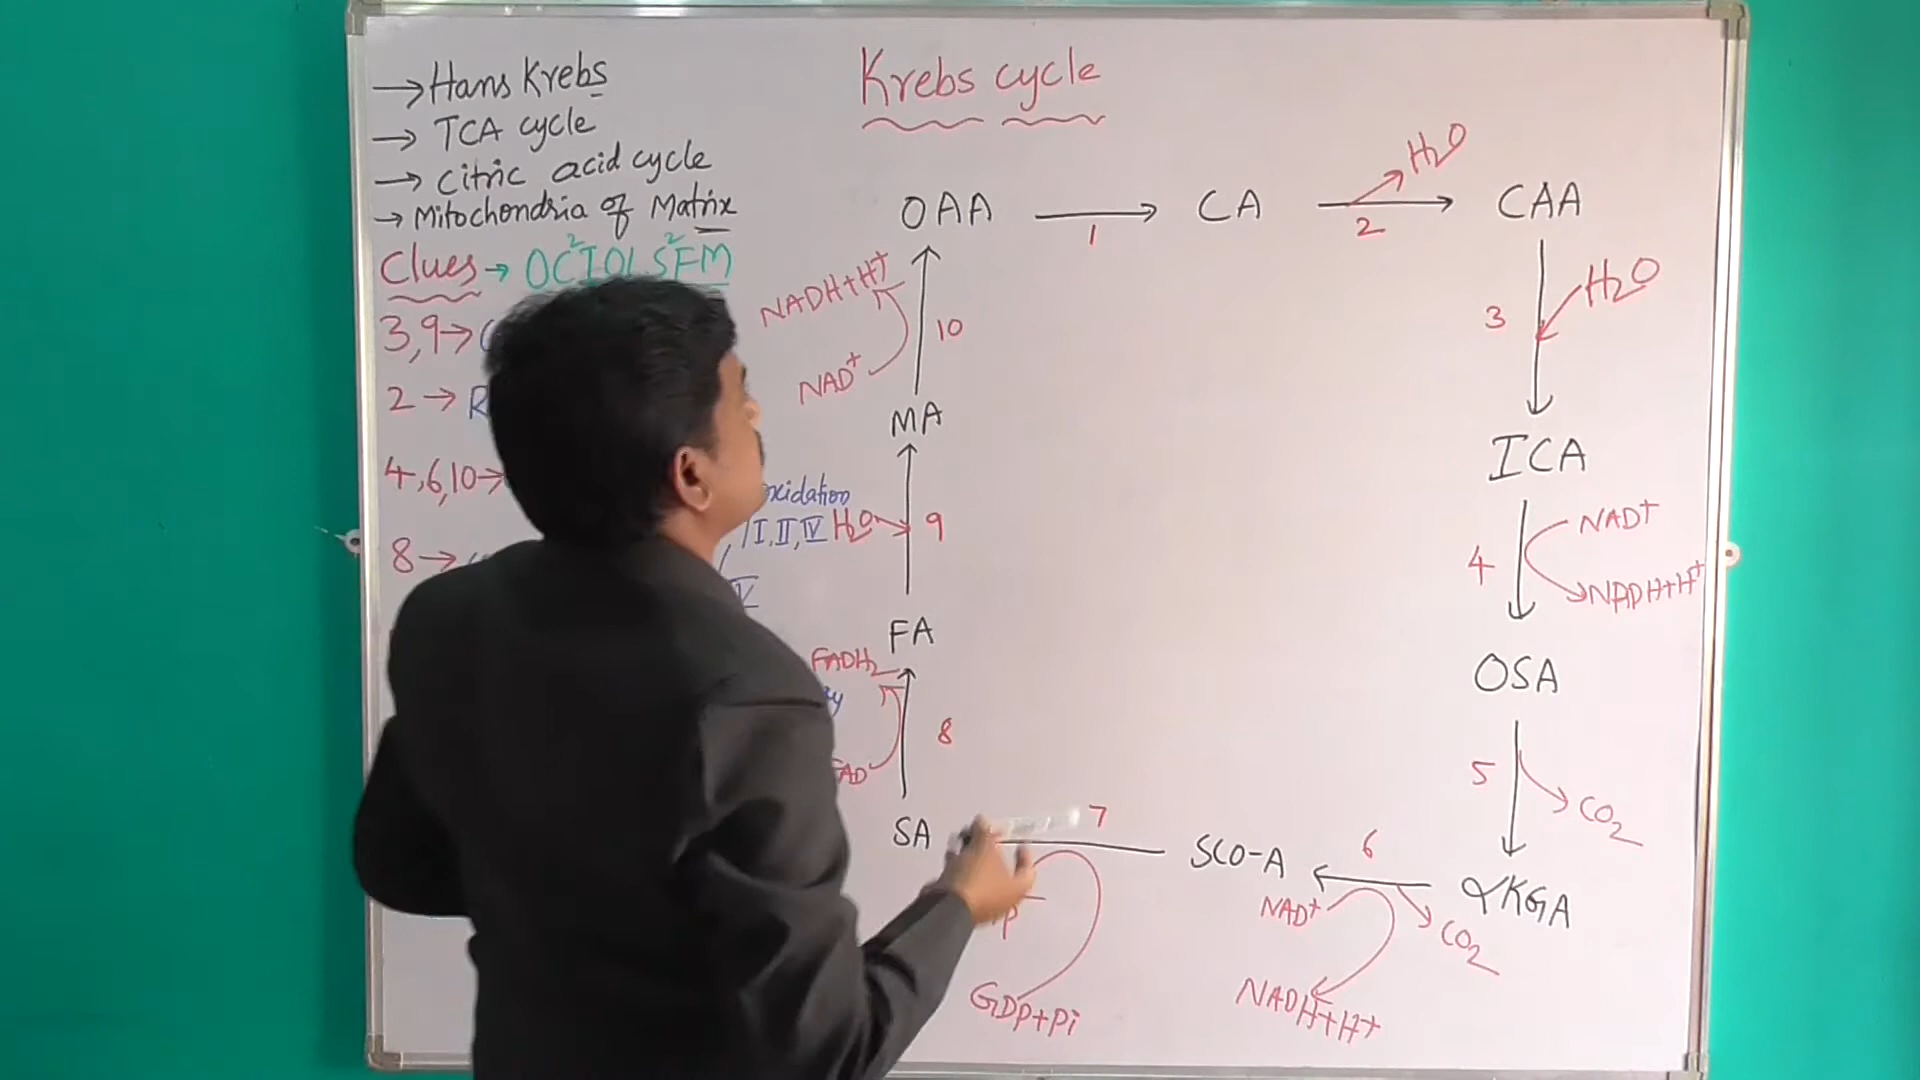 Krebs cycle
→ Hans Krebs
→ TCA cycle
→ Citric acid cycle
→ Mitochondria of Matrix
Clues → OC²IOLS²FM
3,9→
2 →
4,6,10→
8 →
I,II,IV
OAA
1
CA
2
H2O
CAA
3
H2O
ICA
4
NAD+
NADH+H+
OSA
5
CO2
αKGA
6
NAD+
CO2
NADH+H+
SCO-A
7
GDP+Pi
SA
8
FADH2
FA
9
H2O
MA
10
NAD+
NADH+H+